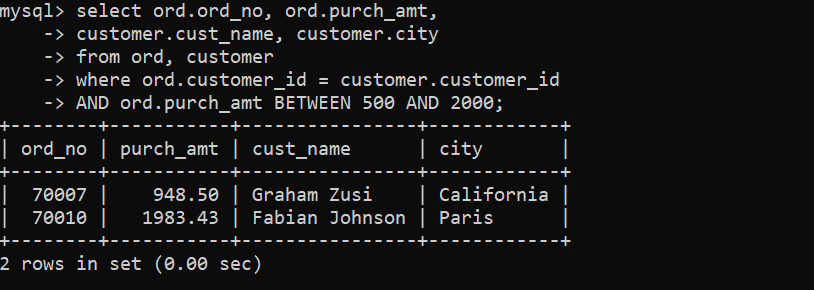 mysql> select ord.ord_no, ord.purch_amt,
    -> customer.cust_name, customer.city
    -> from ord, customer
    -> where ord.customer_id = customer.customer_id
    -> AND ord.purch_amt BETWEEN 500 AND 2000;
+--------+-----------+----------------+------------+
| ord_no | purch_amt | cust_name      | city       |
+--------+-----------+----------------+------------+
|  70007 |    948.50 | Graham Zusi    | California |
|  70010 |   1983.43 | Fabian Johnson | Paris      |
+--------+-----------+----------------+------------+
2 rows in set (0.00 sec)